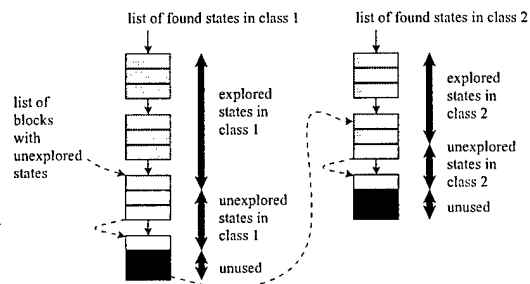 list of found states in class 1
list of found states in class 2
list of
blocks
with
unexplored
states
explored
states in
class 1
unexplored
states in
class 1
unused
explored
states in
class 2
unexplored
states in
class 2
unused